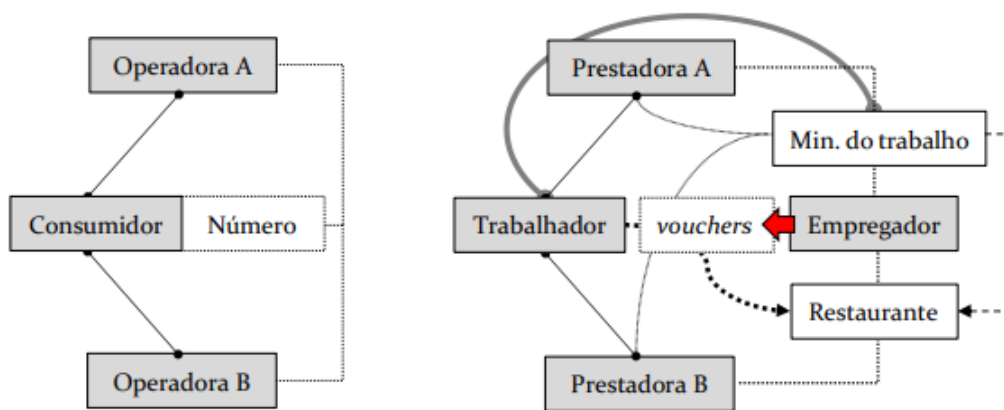 Operadora A
Consumidor
Número
Operadora B
Prestadora A
Min. do trabalho
Trabalhador
vouchers
Empregador
Restaurante
Prestadora B